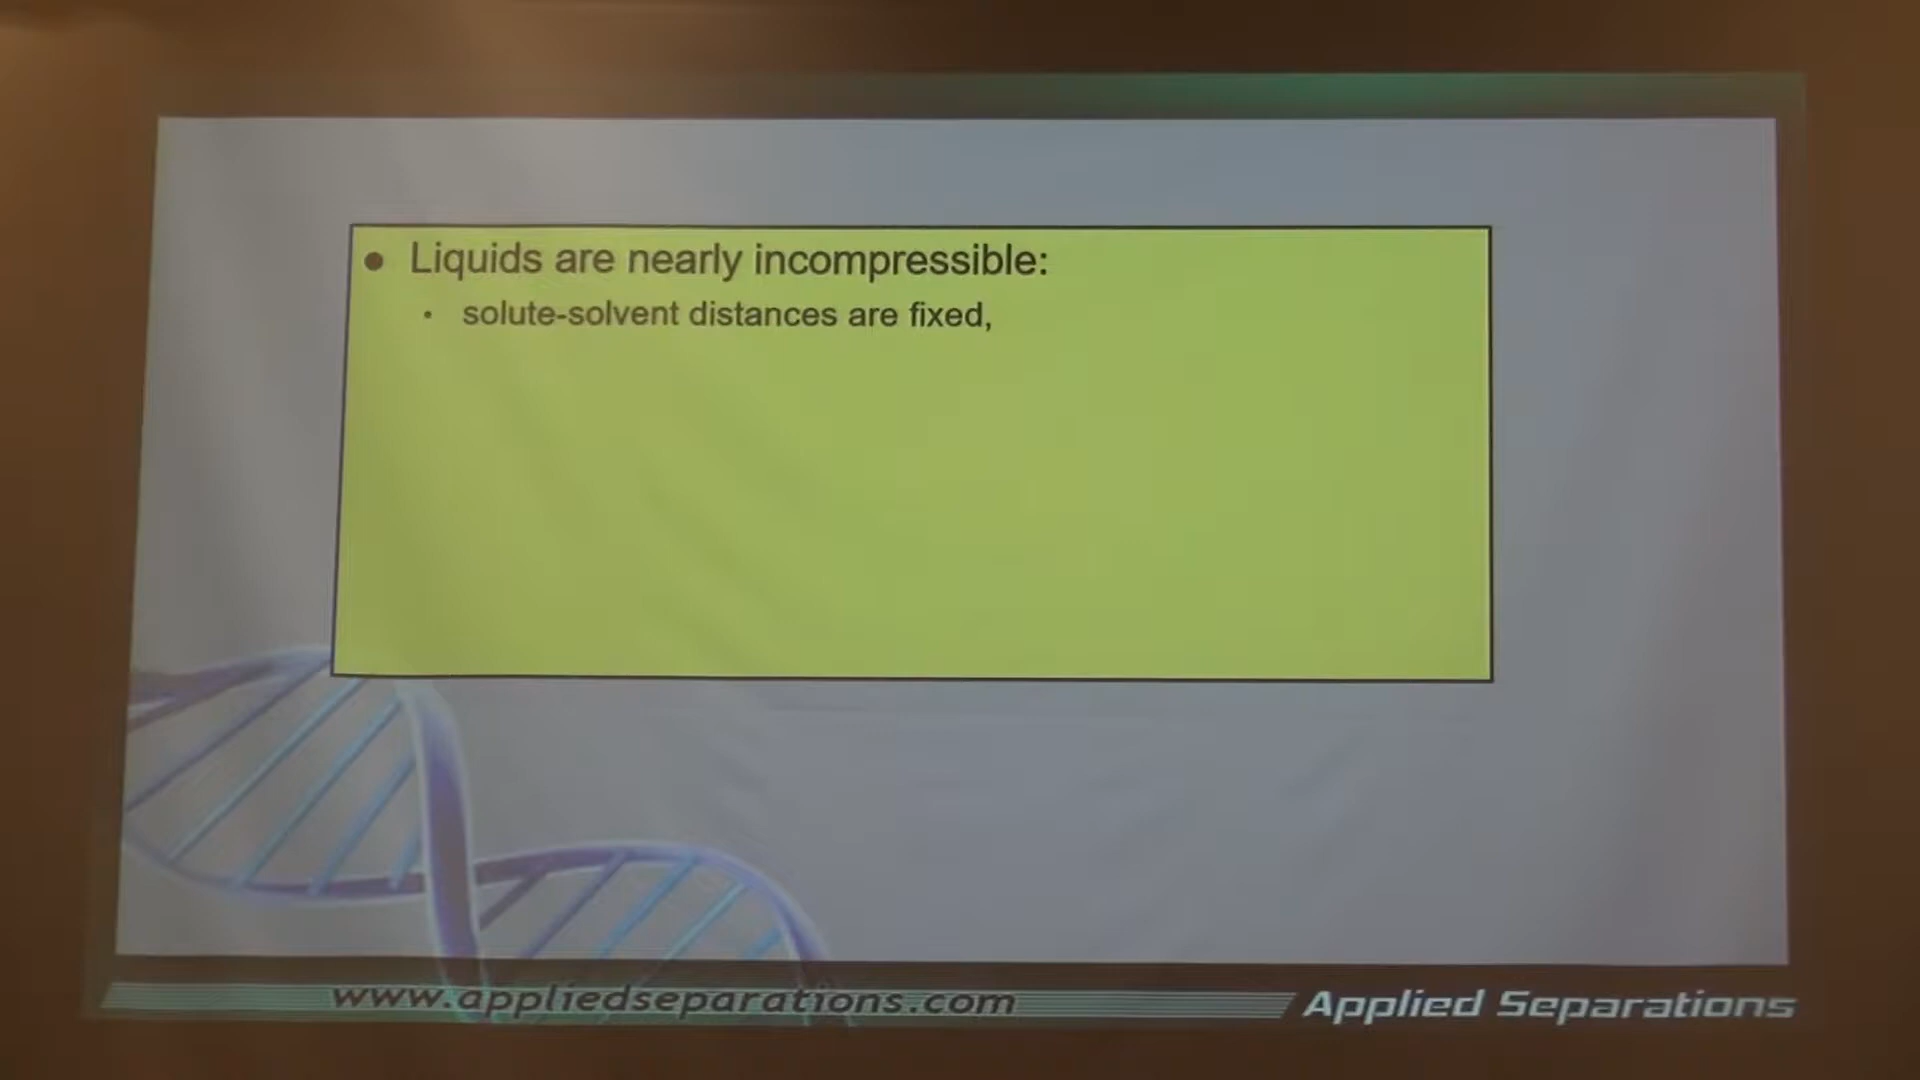 ● Liquids are nearly incompressible:
• solute-solvent distances are fixed,
www.appliedseparations.com
Applied Separations